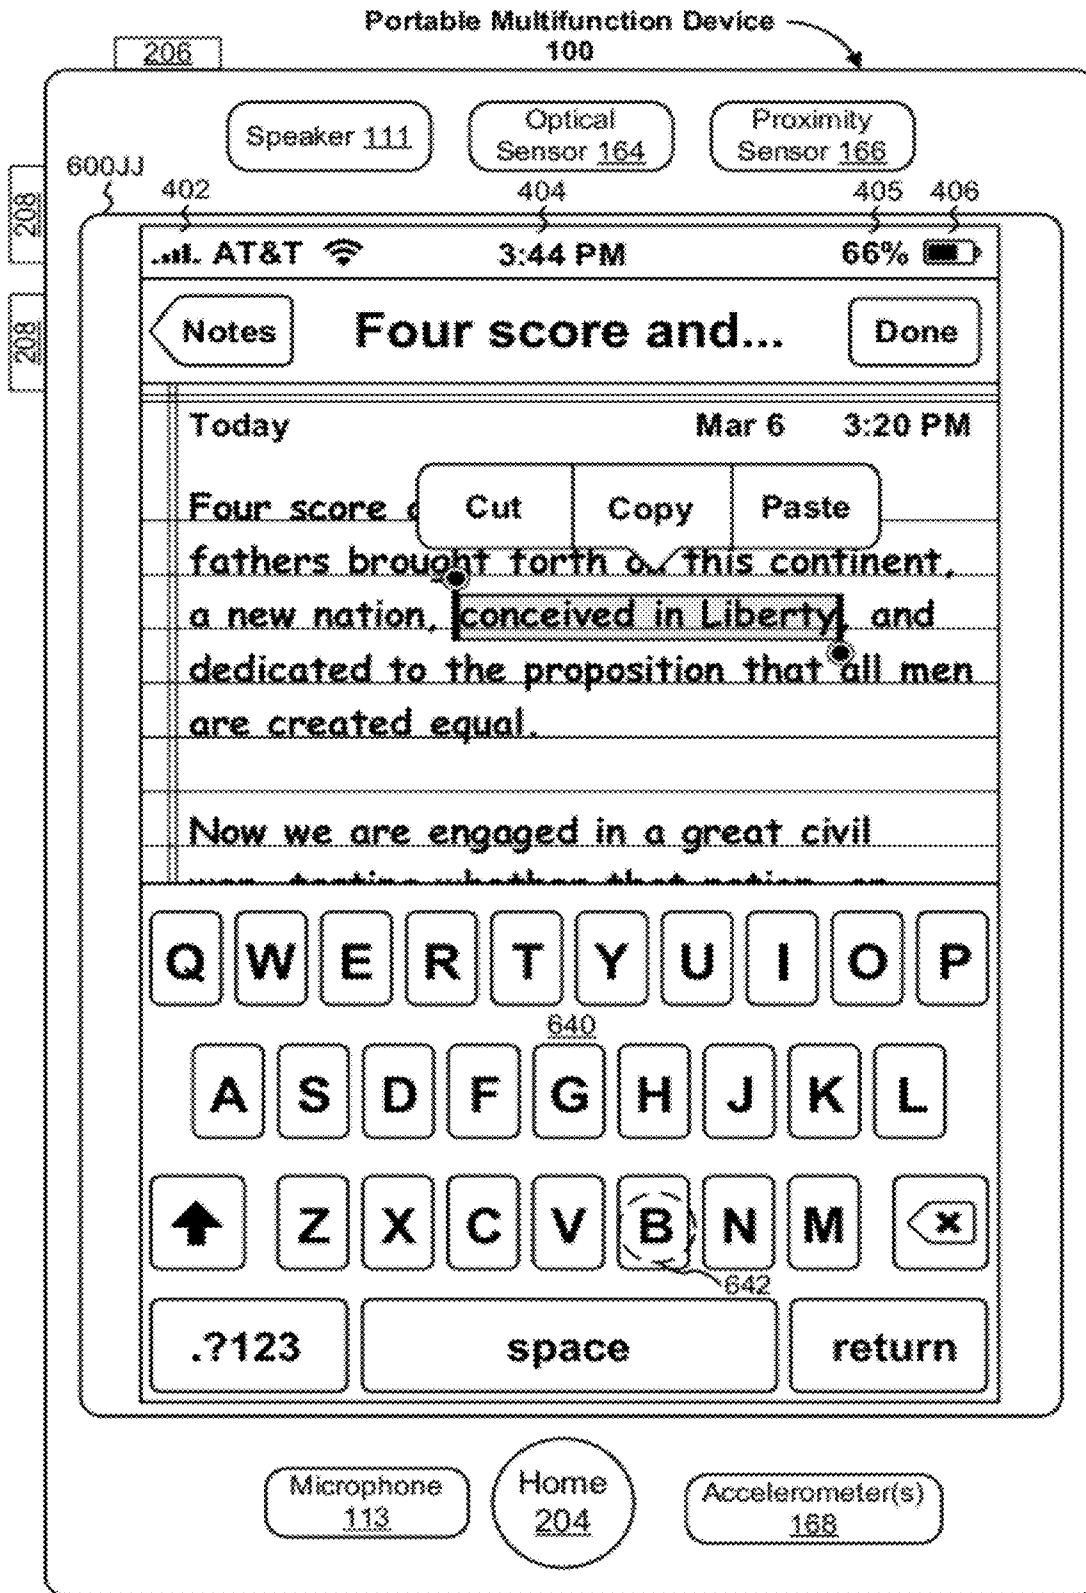 Portable Multifunction Device
100
206
Speaker 111
Optical
Sensor 164
Proximity
Sensor 166
600JJ
402
404
405
406
208
208
AT&T
3:44 PM
66%
Notes
Four score and...
Done
Today
Mar 6
3:20 PM
Cut
Copy
Paste
Four score
fathers brought forth on this continent,
a new nation, conceived in Liberty, and
dedicated to the proposition that all men
are created equal.
Now we are engaged in a great civil
Q W E R T Y U I O P
640
A S D F G H J K L
Z X C V B N M
642
.?123
space
return
Microphone
113
Home
204
Accelerometer(s)
168